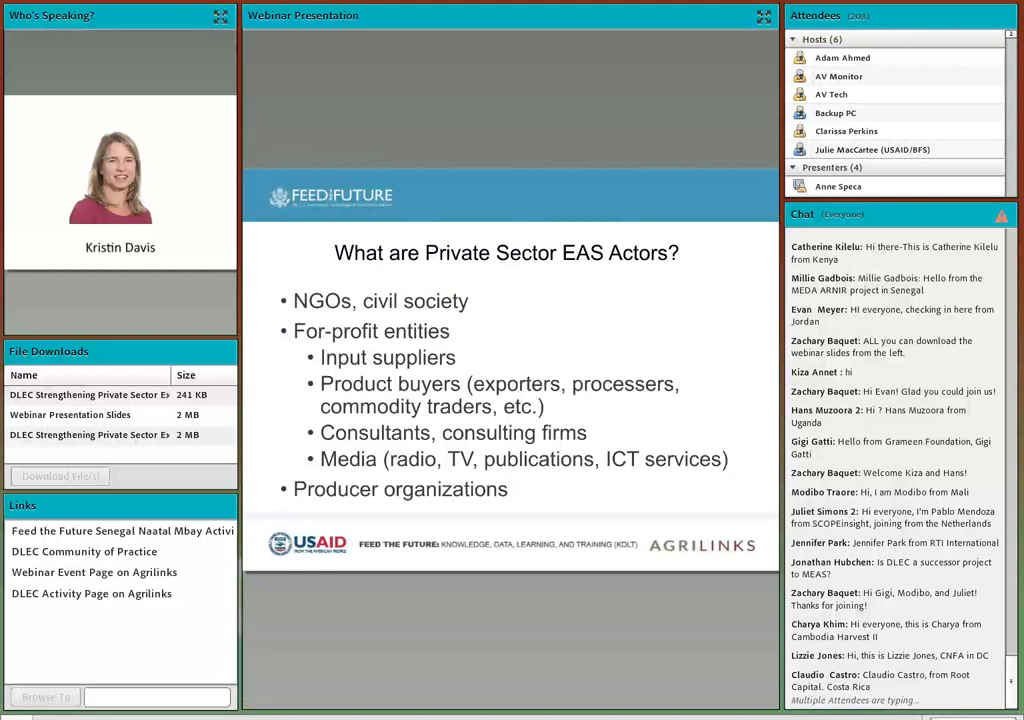 Who's Speaking?
Kristin Davis
File Downloads
Name Size
DLEC Strengthening Private Sector Ex 241 KB
Webinar Presentation Slides 2 MB
DLEC Strengthening Private Sector Ex 2 MB
Download File(s)
Links
Feed the Future Senegal Naatal Mbay Activi
DLEC Community of Practice
Webinar Event Page on Agrilinks
DLEC Activity Page on Agrilinks
Browse To
Webinar Presentation
FEED THE FUTURE
What are Private Sector EAS Actors?
• NGOs, civil society
• For-profit entities
• Input suppliers
• Product buyers (exporters, processers,
commodity traders, etc.)
• Consultants, consulting firms
• Media (radio, TV, publications, ICT services)
• Producer organizations
USAID
FROM THE AMERICAN PEOPLE
FEED THE FUTURE: KNOWLEDGE, DATA, LEARNING, AND TRAINING (KDLT)
AGRILINKS
Attendees (208)
Hosts (6)
Adam Ahmed
AV Monitor
AV Tech
Backup PC
Clarissa Perkins
Julie MacCartee (USAID/BFS)
Presenters (4)
Anne Speca
Chat (Everyone)
Catherine Kilelu: Hi there-This is Catherine Kilelu
from Kenya
Millie Gadbois: Millie Gadbois: Hello from the
MEDA ARNIR project in Senegal
Evan Meyer: HI everyone, checking in here from
Jordan
Zachary Baquet: ALL you can download the
webinar slides from the left.
Kiza Annet : hi
Zachary Baquet: Hi Evan! Glad you could join us!
Hans Muzoora 2: Hi ? Hans Muzoora from
Uganda
Gigi Gatti: Hello from Grameen Foundation, Gigi
Gatti
Zachary Baquet: Welcome Kiza and Hans!
Modibo Traore: Hi, I am Modibo from Mali
Juliet Simons 2: Hi everyone, I'm Pablo Mendoza
from SCOPEinsight, joining from the Netherlands
Jennifer Park: Jennifer Park from RTI International
Jonathan Hubchen: Is DLEC a successor project
to MEAS?
Zachary Baquet: Hi Gigi, Modibo, and Juliet!
Thanks for joining!
Charya Khim: Hi everyone, this is Charya from
Cambodia Harvest II
Lizzie Jones: Hi, this is Lizzie Jones, CNFA in DC
Claudio Castro: Claudio Castro, from Root
Capital. Costa Rica
Multiple Attendees are typing...